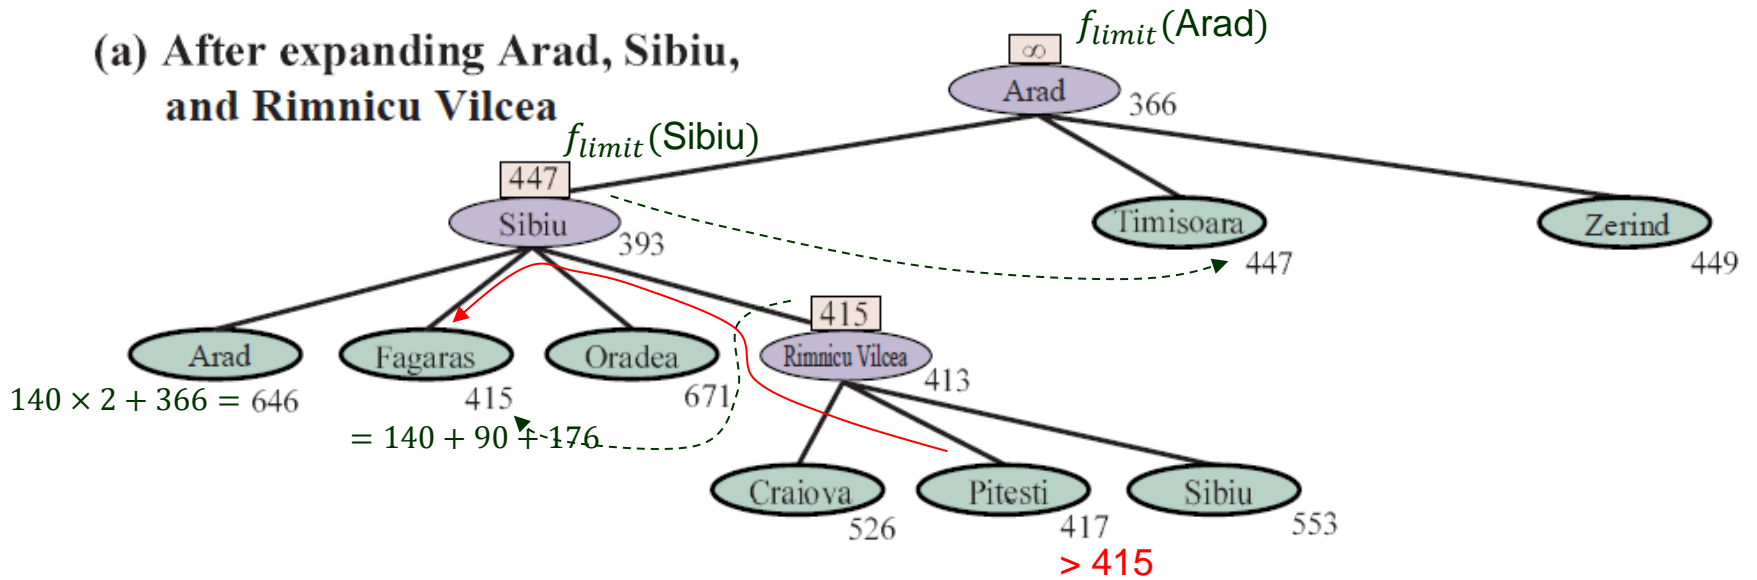 (a) After expanding Arad, Sibiu,
and Rimnicu Vilcea
f_limit(Arad)
∞
Arad
366
f_limit(Sibiu)
447
Sibiu
393
Timisoara
447
Zerind
449
Arad
646
140 × 2 + 366 =
Fagaras
415
= 140 + 90 + 176
Oradea
671
415
Rimnicu Vilcea
413
Craiova
526
Pitesti
417
> 415
Sibiu
553